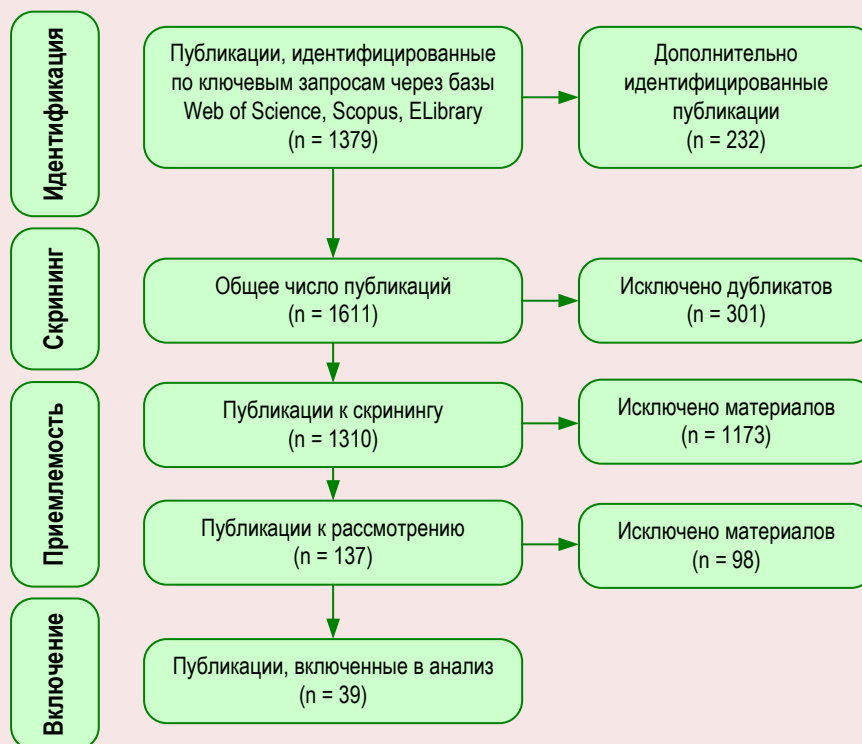 Идентификация
Публикации, идентифицированные
по ключевым запросам через базы
Web of Science, Scopus, ELibrary
(n = 1379)
Дополнительно
идентифицированные
публикации
(n = 232)
Скрининг
Общее число публикаций
(n = 1611)
Исключено дубликатов
(n = 301)
Приемлемость
Публикации к скринингу
(n = 1310)
Исключено материалов
(n = 1173)
Публикации к рассмотрению
(n = 137)
Исключено материалов
(n = 98)
Включение
Публикации, включенные в анализ
(n = 39)